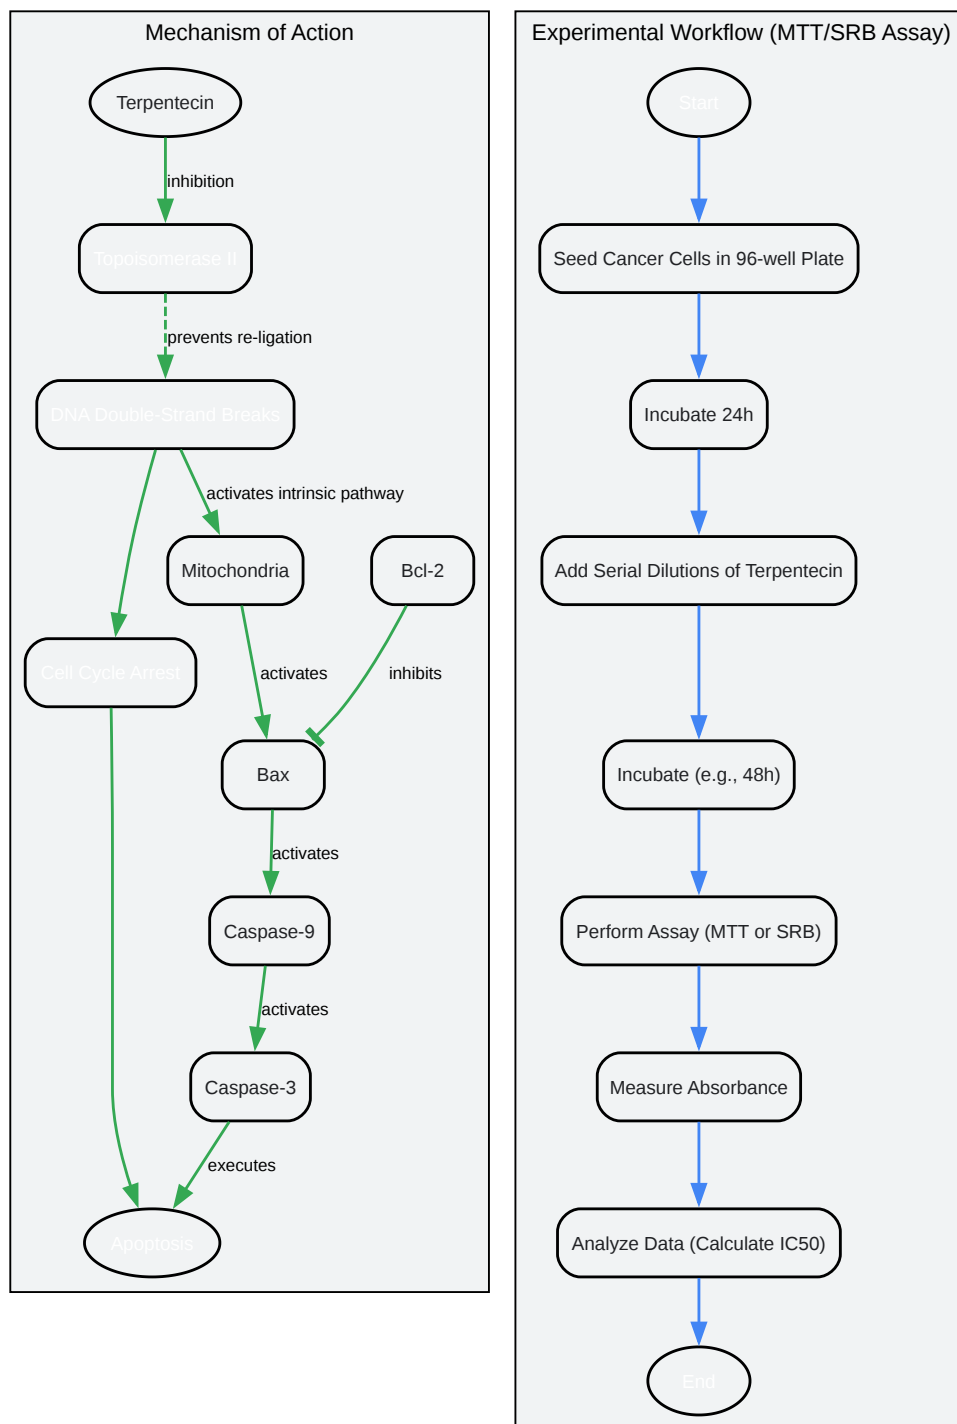 Mechanism of Action
Terpentecin
inhibition
Topoisomerase II
prevents re-ligation
DNA Double-Strand Breaks
activates intrinsic pathway
Mitochondria
Bcl-2
Cell Cycle Arrest
activates
inhibits
Bax
activates
Caspase-9
activates
Caspase-3
executes
Apoptosis
Experimental Workflow (MTT/SRB Assay)
Start
Seed Cancer Cells in 96-well Plate
Incubate 24h
Add Serial Dilutions of Terpentecin
Incubate (e.g., 48h)
Perform Assay (MTT or SRB)
Measure Absorbance
Analyze Data (Calculate IC50)
End